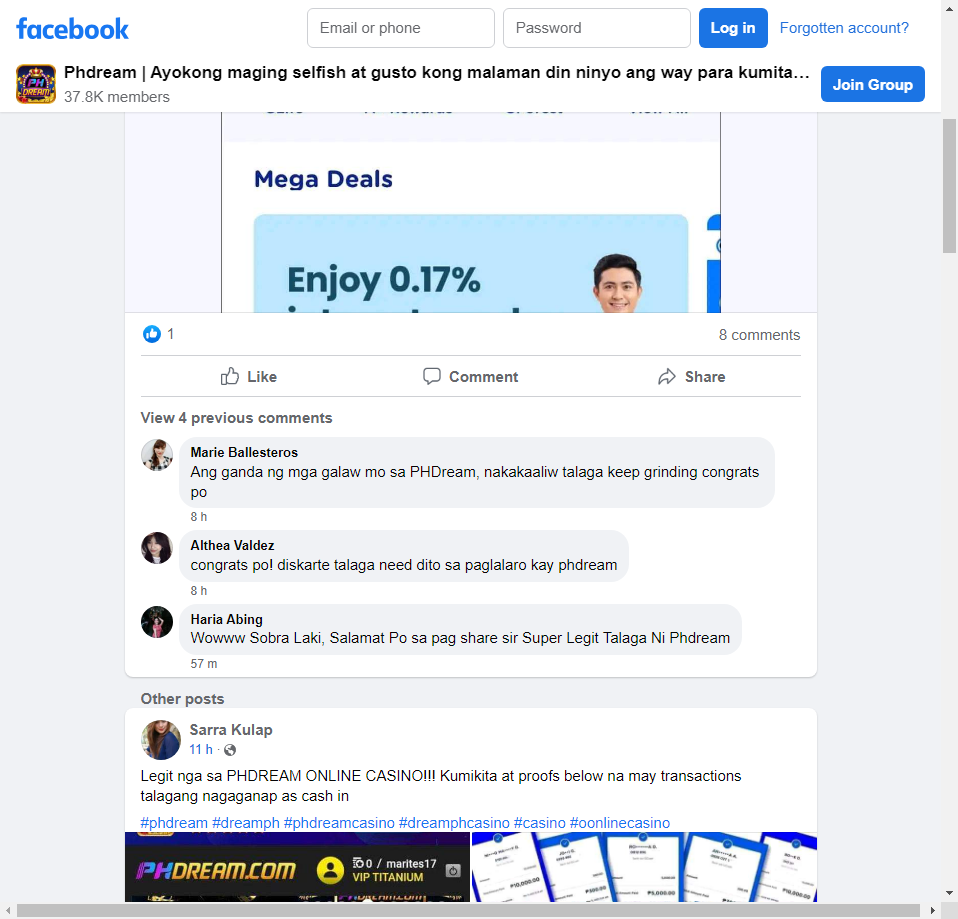 facebook
Email or phone
Password
Log in
Forgotten account?
Phdream | Ayokong maging selfish at gusto kong malaman din ninyo ang way para kumita…
37.8K members
Join Group
Mega Deals
Enjoy 0.17%
1
8 comments
Like
Comment
Share
View 4 previous comments
Marie Ballesteros
Ang ganda ng mga galaw mo sa PHDream, nakakaaliw talaga keep grinding congrats
po
8 h
Althea Valdez
congrats po! diskarte talaga need dito sa paglalaro kay phdream
8 h
Haria Abing
Wowww Sobra Laki, Salamat Po sa pag share sir Super Legit Talaga Ni Phdream
57 m
Other posts
Sarra Kulap
11 h ·
Legit nga sa PHDREAM ONLINE CASINO!!! Kumikita at proofs below na may transactions
talagang nagaganap as cash in
#phdream #dreamph #phdreamcasino #dreamphcasino #casino #oonlinecasino
PHDREAM.COM
0 / marites17
VIP TITANIUM
₱10,000.00
₱500.00
₱5,000.00